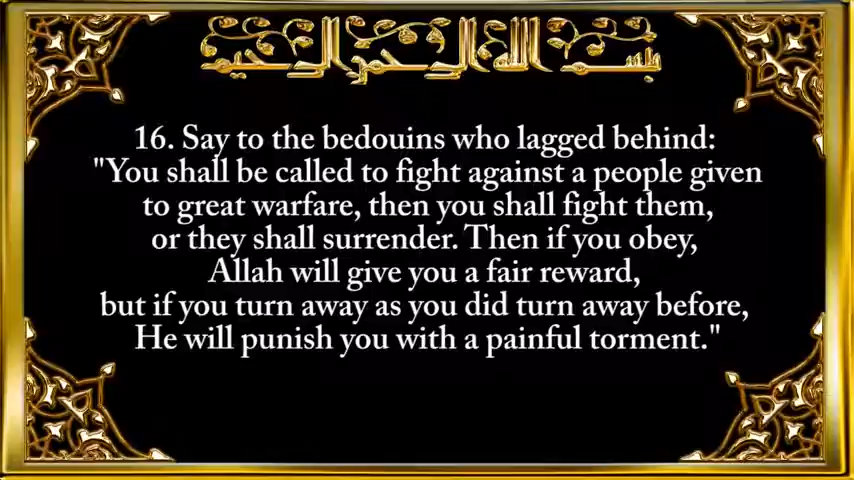 بسم الله الرحمن الرحيم
16. Say to the bedouins who lagged behind:
"You shall be called to fight against a people given
to great warfare, then you shall fight them,
or they shall surrender. Then if you obey,
Allah will give you a fair reward,
but if you turn away as you did turn away before,
He will punish you with a painful torment."